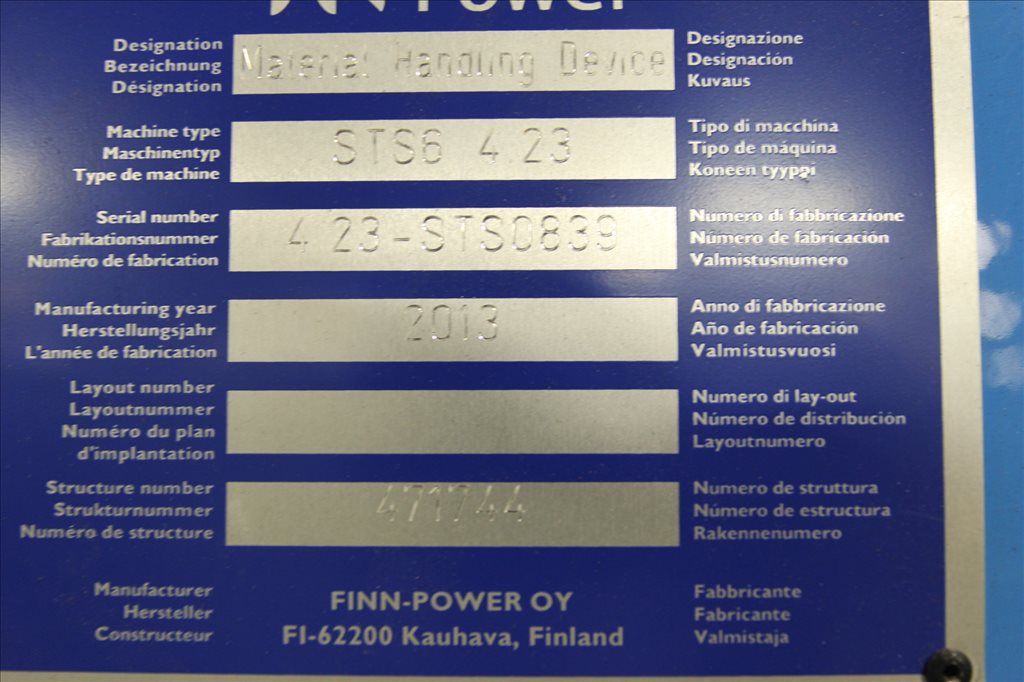 Power
Designation
Bezeichnung
Désignation
Material Handling Device
Designazione
Designación
Kuvaus
Machine type
Maschinentyp
Type de machine
STS6 4.23
Tipo di macchina
Tipo de máquina
Koneen tyyppi
Serial number
Fabrikationsnummer
Numéro de fabrication
4.23-STS0839
Numero di fabbricazione
Número de fabricación
Valmistusnumero
Manufacturing year
Herstellungsjahr
L'année de fabrication
2013
Anno di fabbricazione
Año de fabricación
Valmistusvuosi
Layout number
Layoutnummer
Numéro du plan
d'implantation
Numero di lay-out
Número de distribución
Layoutnumero
Structure number
Strukturnummer
Numéro de structure
471744
Numero de struttura
Número de estructura
Rakennenumero
Manufacturer
Hersteller
Constructeur
FINN-POWER OY
FI-62200 Kauhava, Finland
Fabbricante
Fabricante
Valmistaja